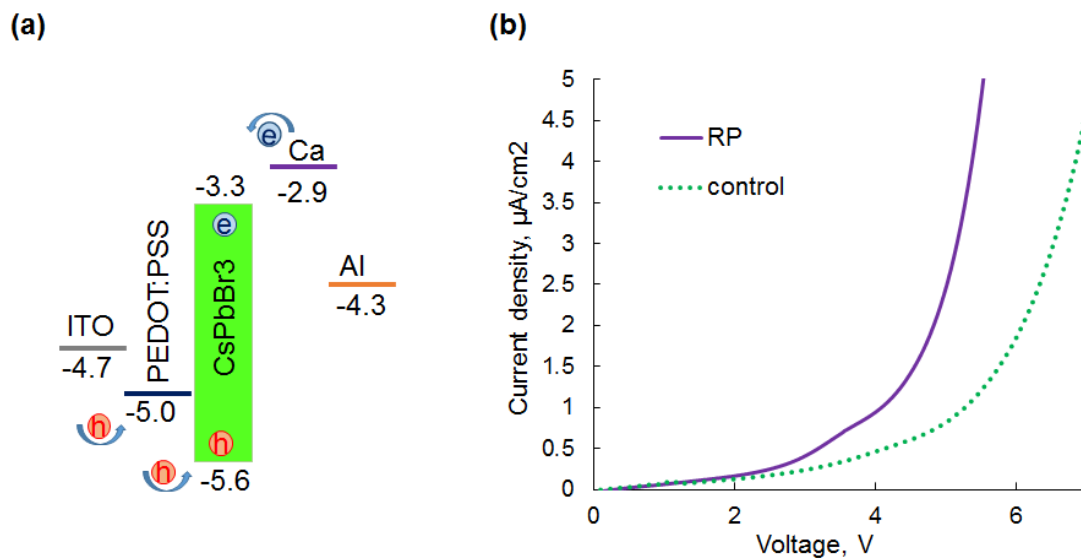 (a)
e
Ca
-2.9
-3.3
e
CsPbBr3
h
-5.6
Al
-4.3
ITO
-4.7
PEDOT:PSS
-5.0
h
h
(b)
Current density, µA/cm2
5
4.5
4
3.5
3
2.5
2
1.5
1
0.5
0
RP
control
0 2 4 6
Voltage, V